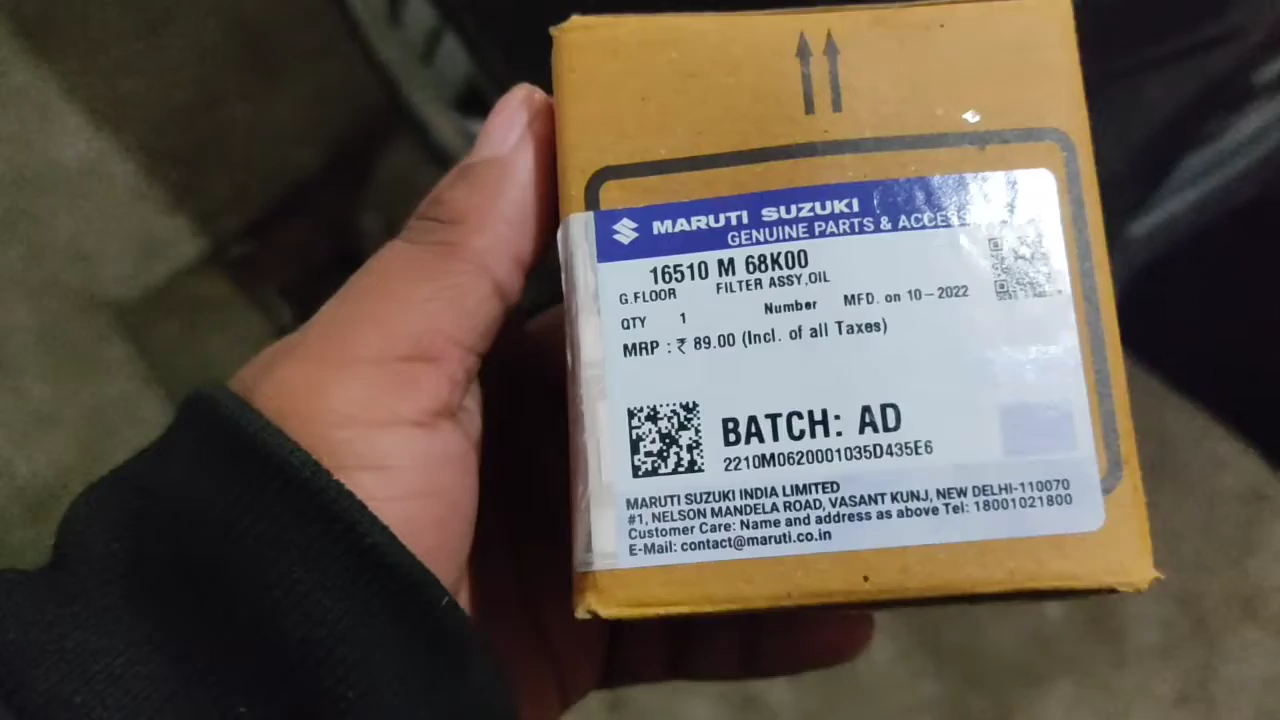 MARUTI SUZUKI
GENUINE PARTS &
16510 M 68K00
G.FLOOR FILTER ASSY,OIL
QTY 1 Number MFD. on 10-2022
MRP : ₹ 89.00 (Incl. of all Taxes)
BATCH: AD
2210M0620001035D435E6
MARUTI SUZUKI INDIA LIMITED
#1, NELSON MANDELA ROAD, VASANT KUNJ, NEW DELHI-110070
Customer Care: Name and address as above Tel: 18001021800
E-Mail: contact@maruti.co.in